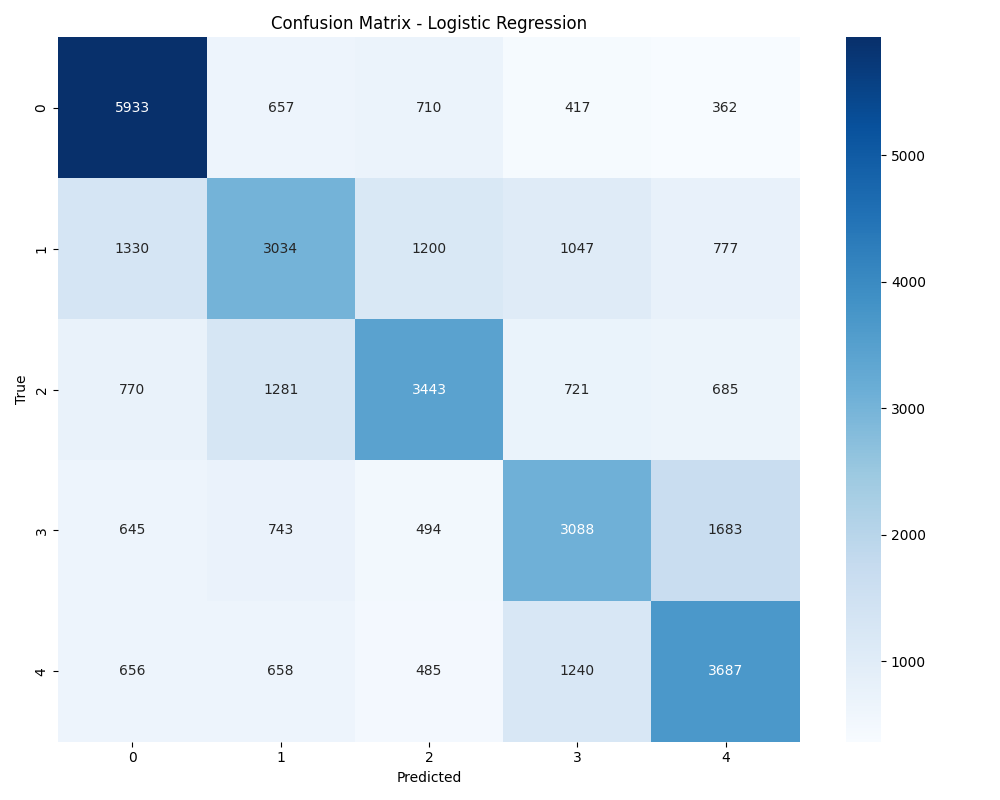 Confusion Matrix - Logistic Regression
0 5933 657 710 417 362
1 1330 3034 1200 1047 777
2 770 1281 3443 721 685
3 645 743 494 3088 1683
4 656 658 485 1240 3687
0 1 2 3 4
True
Predicted
5000
4000
3000
2000
1000